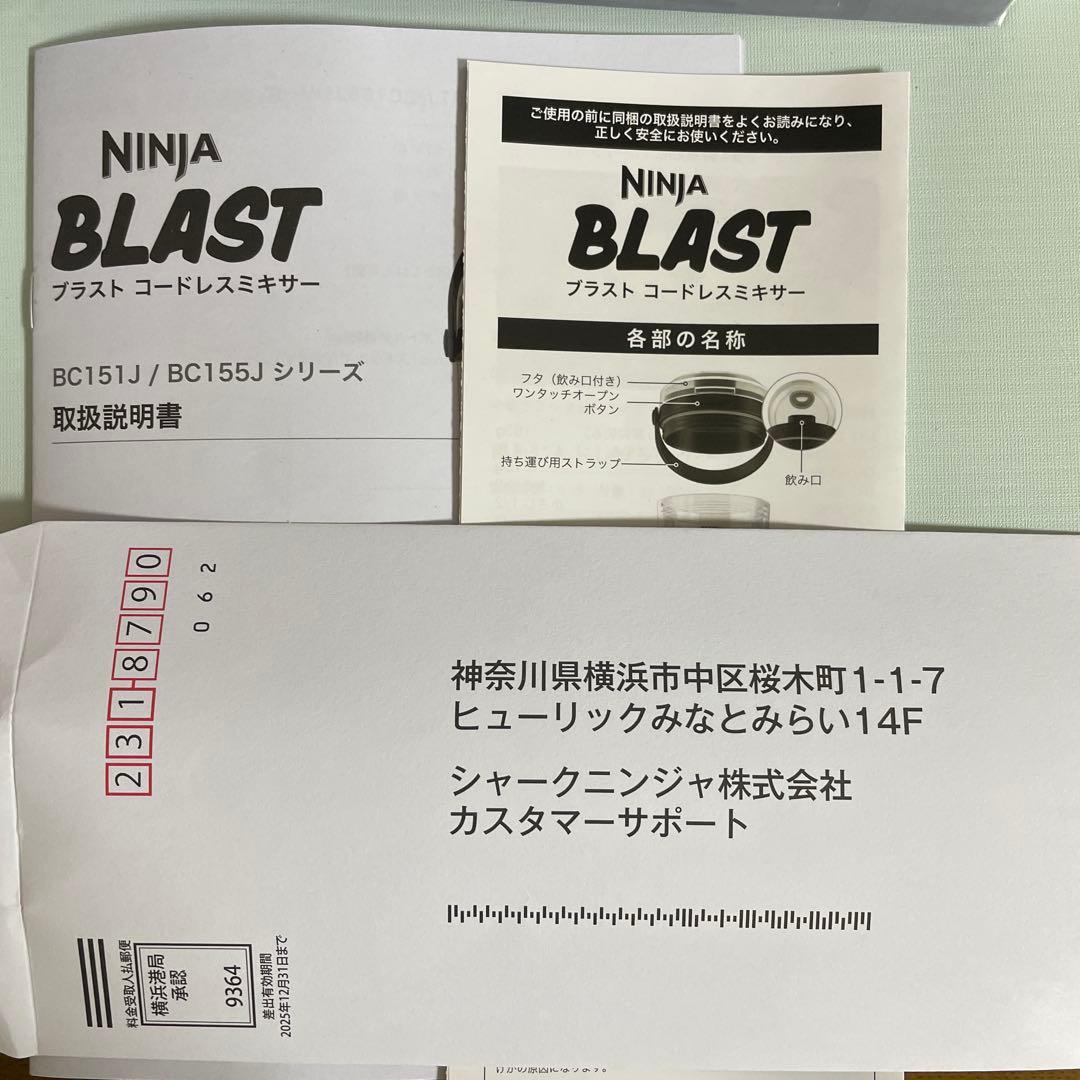 NINJA
BLAST
ブラスト コードレスミキサー
BC151J / BC155J シリーズ
取扱説明書
ご使用の前に同梱の取扱説明書をよくお読みになり、
正しく安全にお使いください。
NINJA
BLAST
ブラスト コードレスミキサー
各部の名称
フタ（飲み口付き）
ワンタッチオープン
ボタン
持ち運び用ストラップ
飲み口
2318790
062
神奈川県横浜市中区桜木町1-1-7
ヒューリックみなとみらい14F
シャークニンジャ株式会社
カスタマーサポート
料金受取人払郵便
横浜港局
承認
9364
差出有効期間
2025年12月31日まで
けがの原因になります。